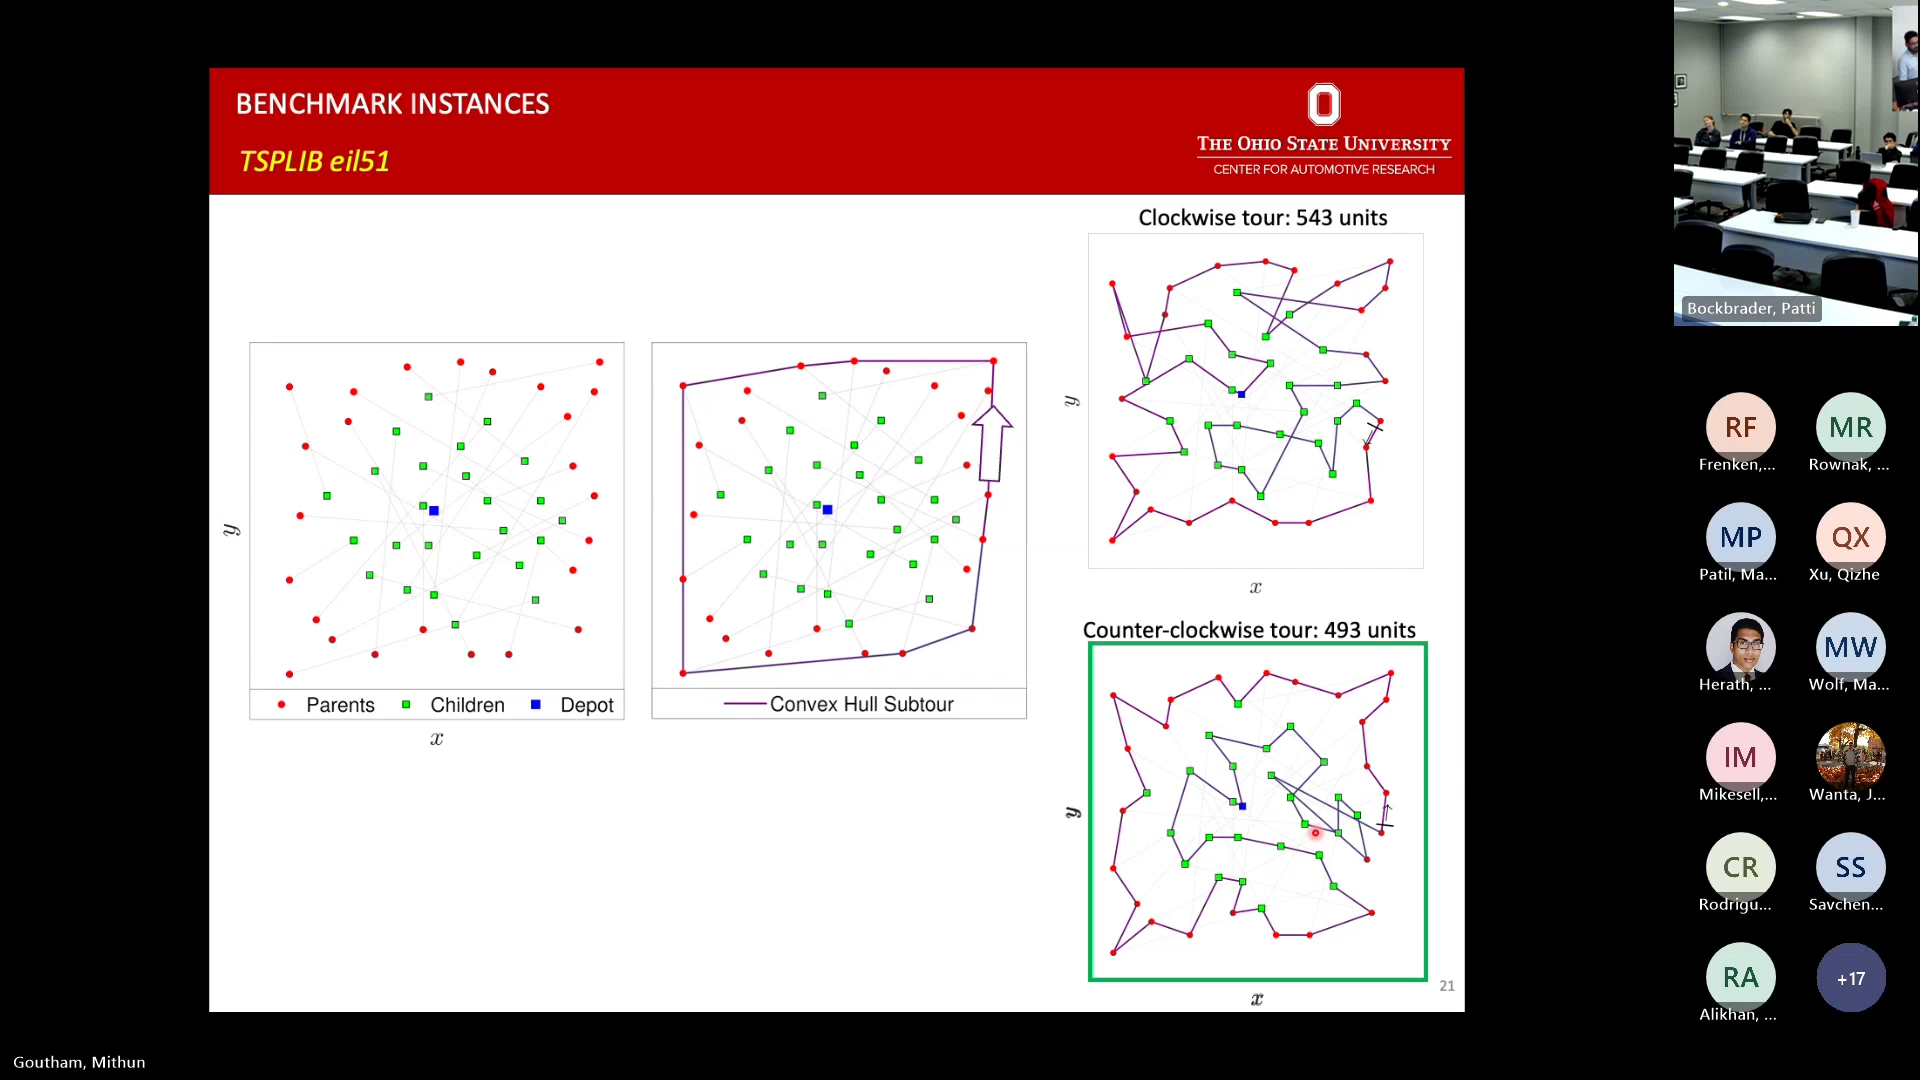 BENCHMARK INSTANCES
TSPLIB eil51
THE OHIO STATE UNIVERSITY
CENTER FOR AUTOMOTIVE RESEARCH
Parents
Children
Depot
y
x
Convex Hull Subtour
Clockwise tour: 543 units
y
x
Counter-clockwise tour: 493 units
y
x
21
Bockbrader, Patti
RF
MR
Frenken,...
Rownak, ...
MP
QX
Patil, Ma...
Xu, Qizhe
MW
Herath, ...
Wolf, Ma...
IM
Mikesell,...
Wanta, J...
CR
SS
Rodrigu...
Savchen...
RA
+17
Alikhan, ...
Goutham, Mithun